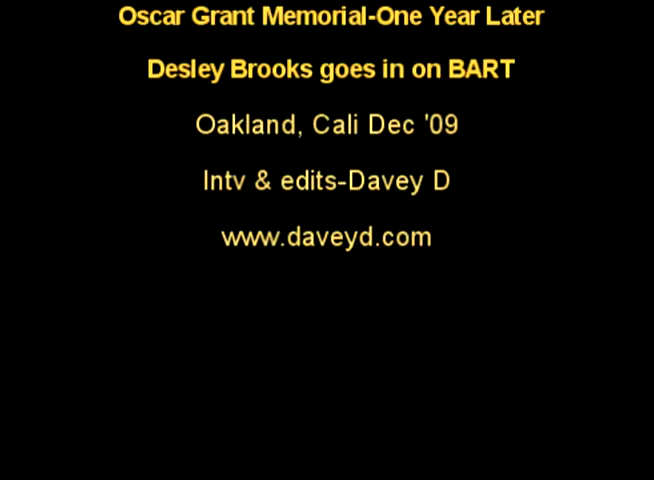 Oscar Grant Memorial-One Year Later
Desley Brooks goes in on BART
Oakland, Cali Dec '09
Intv & edits-Davey D
www.daveyd.com